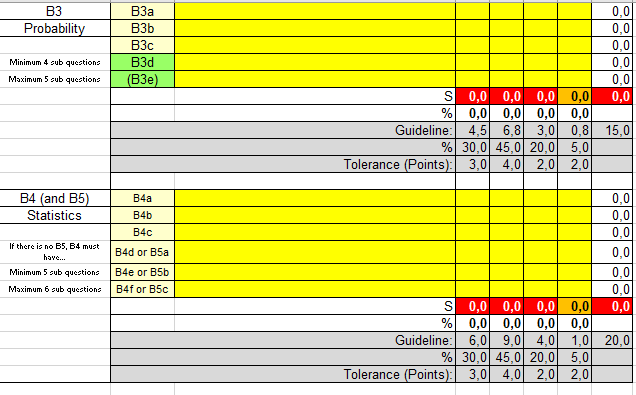 B3 B3a 0,0
Probability B3b 0,0
B3c 0,0
Minimum 4 sub questions B3d 0,0
Maximum 5 sub questions (B3e) 0,0
S 0,0 0,0 0,0 0,0 0,0
% 0,0 0,0 0,0 0,0
Guideline: 4,5 6,8 3,0 0,8 15,0
% 30,0 45,0 20,0 5,0
Tolerance (Points): 3,0 4,0 2,0 2,0
B4 (and B5) B4a 0,0
Statistics B4b 0,0
B4c 0,0
If there is no B5, B4 must
have... B4d or B5a 0,0
Minimum 5 sub questions B4e or B5b 0,0
Maximum 6 sub questions B4f or B5c 0,0
S 0,0 0,0 0,0 0,0 0,0
% 0,0 0,0 0,0 0,0
Guideline: 6,0 9,0 4,0 1,0 20,0
% 30,0 45,0 20,0 5,0
Tolerance (Points): 3,0 4,0 2,0 2,0